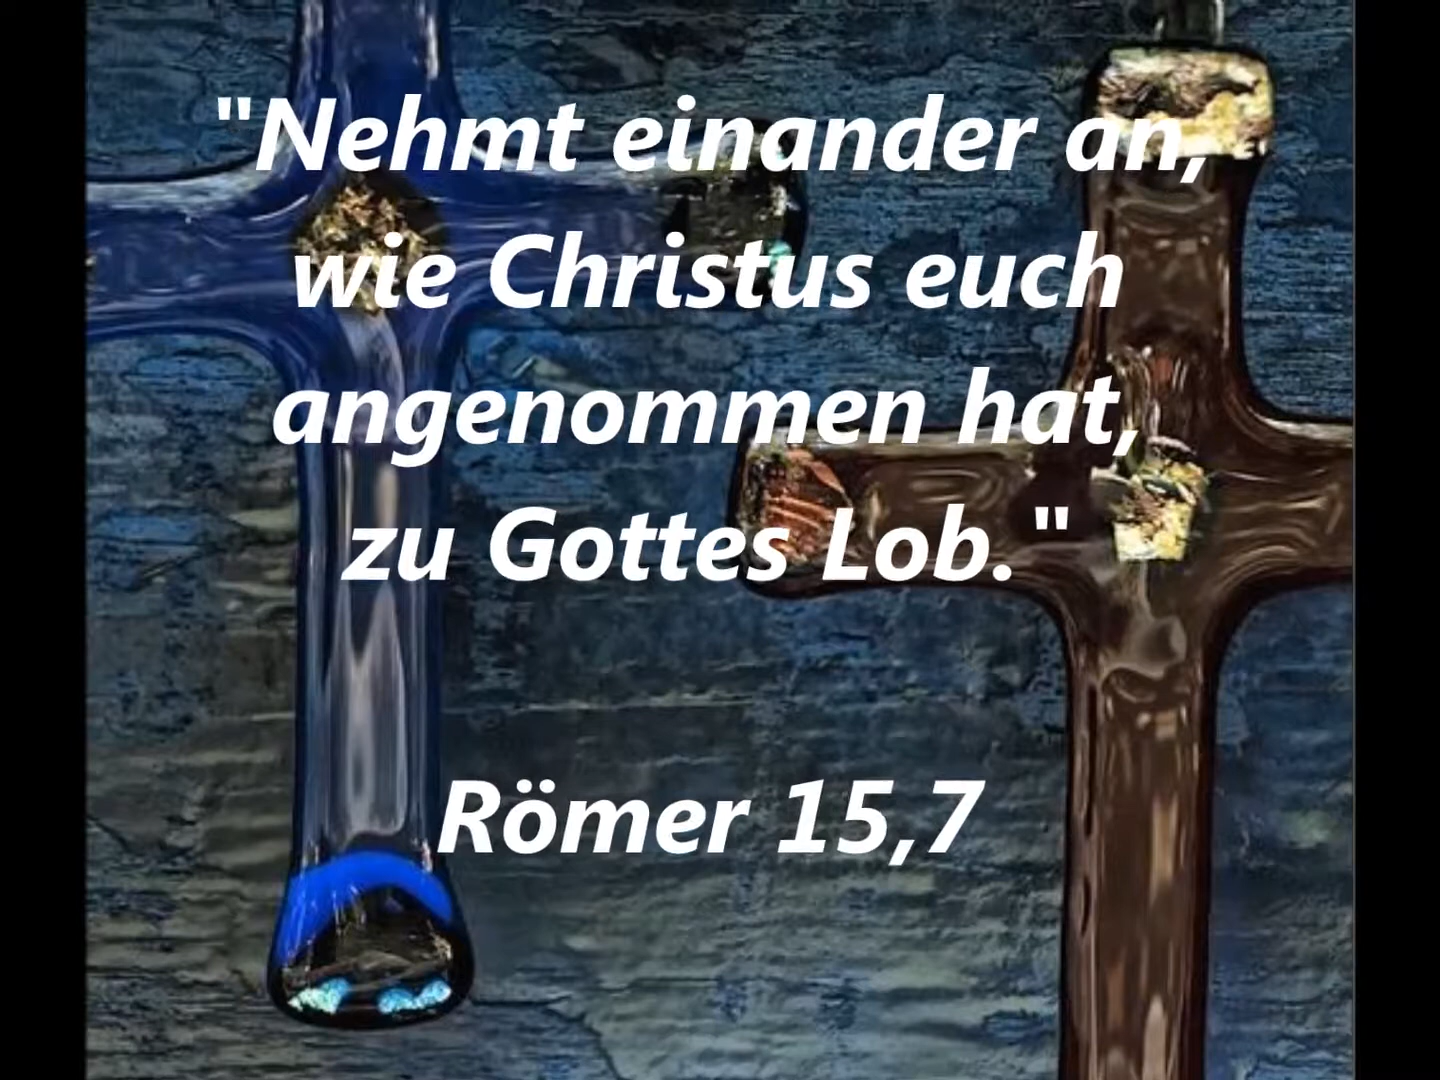 "Nehmt einander an,
wie Christus euch
angenommen hat,
zu Gottes Lob."
Römer 15,7